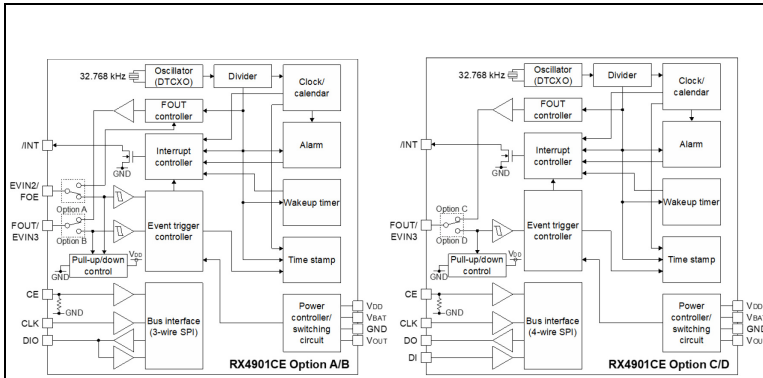 32.768 kHz
Oscillator
(DTCXO)
Divider
Clock/
calendar
FOUT
controller
/INT
GND
Interrupt
controller
Alarm
EVIN2/
FOE
Option A
Wakeup timer
FOUT/
EVIN3
Option B
Event trigger
controller
Pull-up/down
control
VDD
GND
Time stamp
CE
GND
CLK
DIO
Bus interface
(3-wire SPI)
Power
controller/
switching
circuit
VDD
VBAT
GND
VOUT
RX4901CE Option A/B
32.768 kHz
Oscillator
(DTCXO)
Divider
Clock/
calendar
FOUT
controller
/INT
GND
Interrupt
controller
Alarm
Wakeup timer
Option C
FOUT/
EVIN3
Option D
Event trigger
controller
Pull-up/down
control
VDD
GND
Time stamp
CE
GND
CLK
DO
DI
Bus interface
(4-wire SPI)
Power
controller/
switching
circuit
VDD
VBAT
GND
VOUT
RX4901CE Option C/D